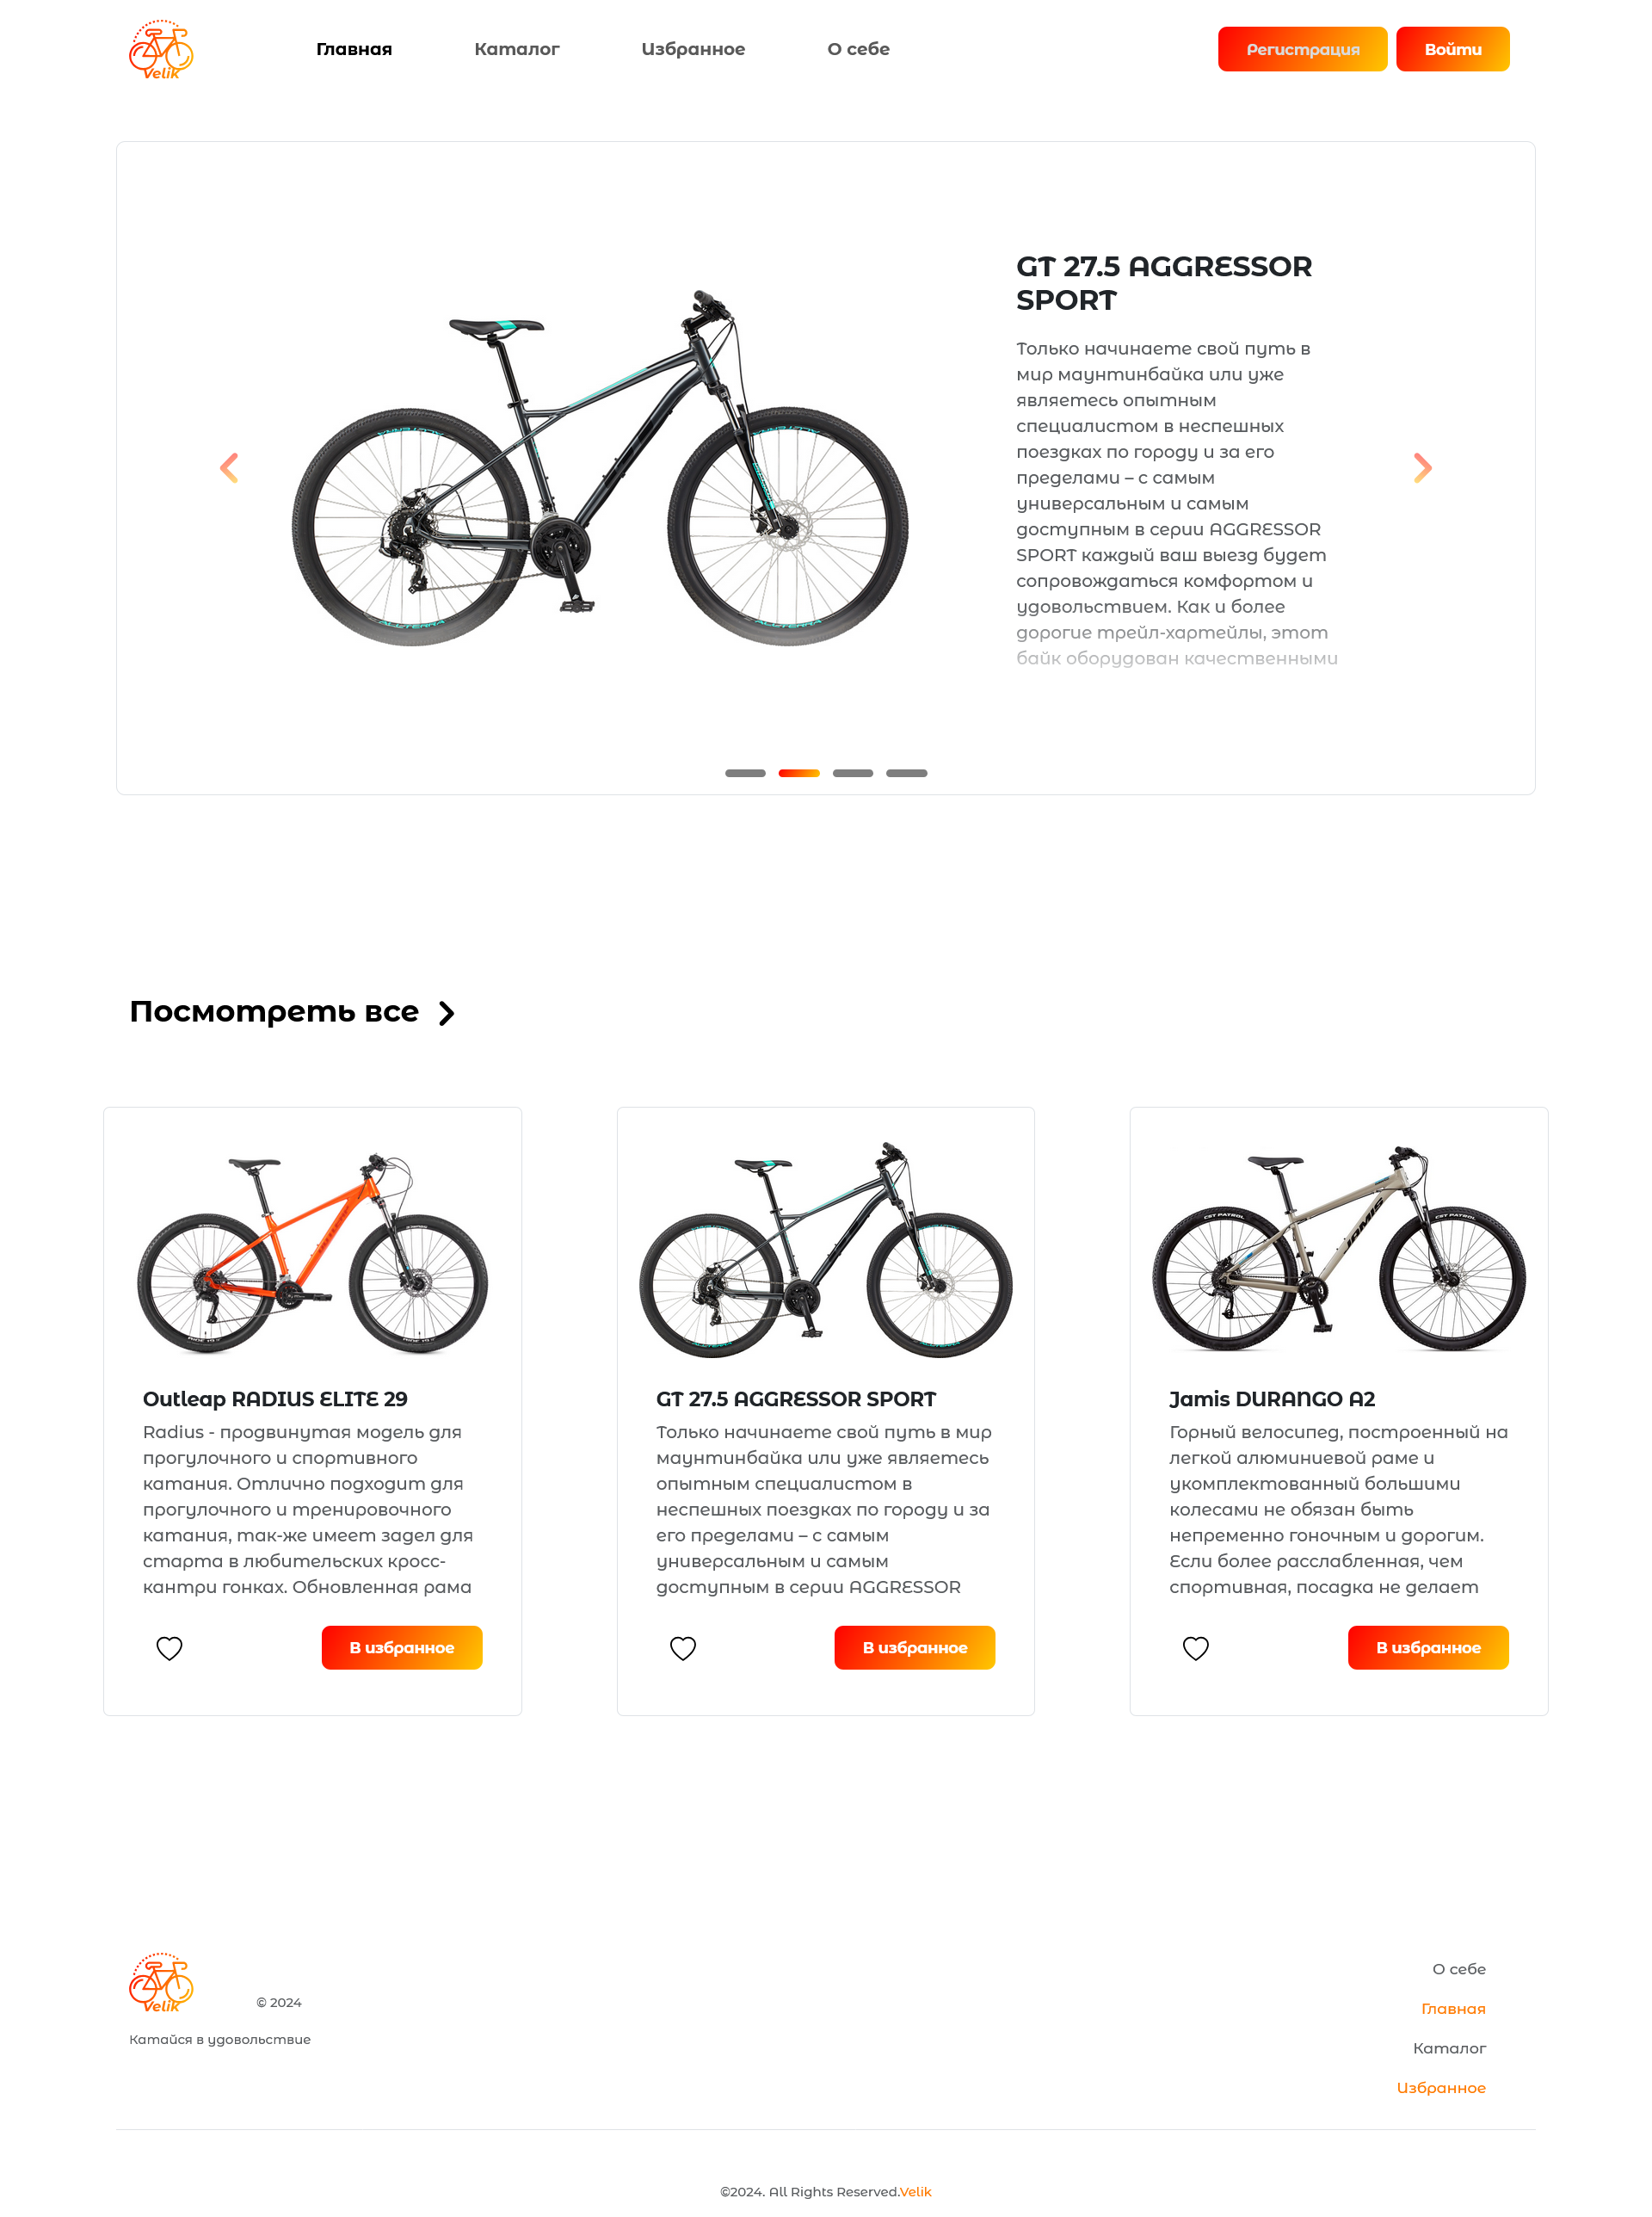 Velik
Главная
Каталог
Избранное
О себе
Регистрация
Войти
GT 27.5 AGGRESSOR
SPORT
Только начинаете свой путь в
мир маунтинбайка или уже
являетесь опытным
специалистом в неспешных
поездках по городу и за его
пределами – с самым
универсальным и самым
доступным в серии AGGRESSOR
SPORT каждый ваш выезд будет
сопровождаться комфортом и
удовольствием. Как и более
дорогие трейл-хартейлы, этот
байк оборудован качественными
Посмотреть все
CST PATROL
CST PATROL
JAMIS
Outleap RADIUS ELITE 29
Radius - продвинутая модель для
прогулочного и спортивного
катания. Отлично подходит для
прогулочного и тренировочного
катания, так-же имеет задел для
старта в любительских кросс-
кантри гонках. Обновленная рама
В избранное
GT 27.5 AGGRESSOR SPORT
Только начинаете свой путь в мир
маунтинбайка или уже являетесь
опытным специалистом в
неспешных поездках по городу и за
его пределами – с самым
универсальным и самым
доступным в серии AGGRESSOR
В избранное
Jamis DURANGO A2
Горный велосипед, построенный на
легкой алюминиевой раме и
укомплектованный большими
колесами не обязан быть
непременно гоночным и дорогим.
Если более расслабленная, чем
спортивная, посадка не делает
В избранное
Velik
© 2024
Катайся в удовольствие
О себе
Главная
Каталог
Избранное
©2024. All Rights Reserved.Velik